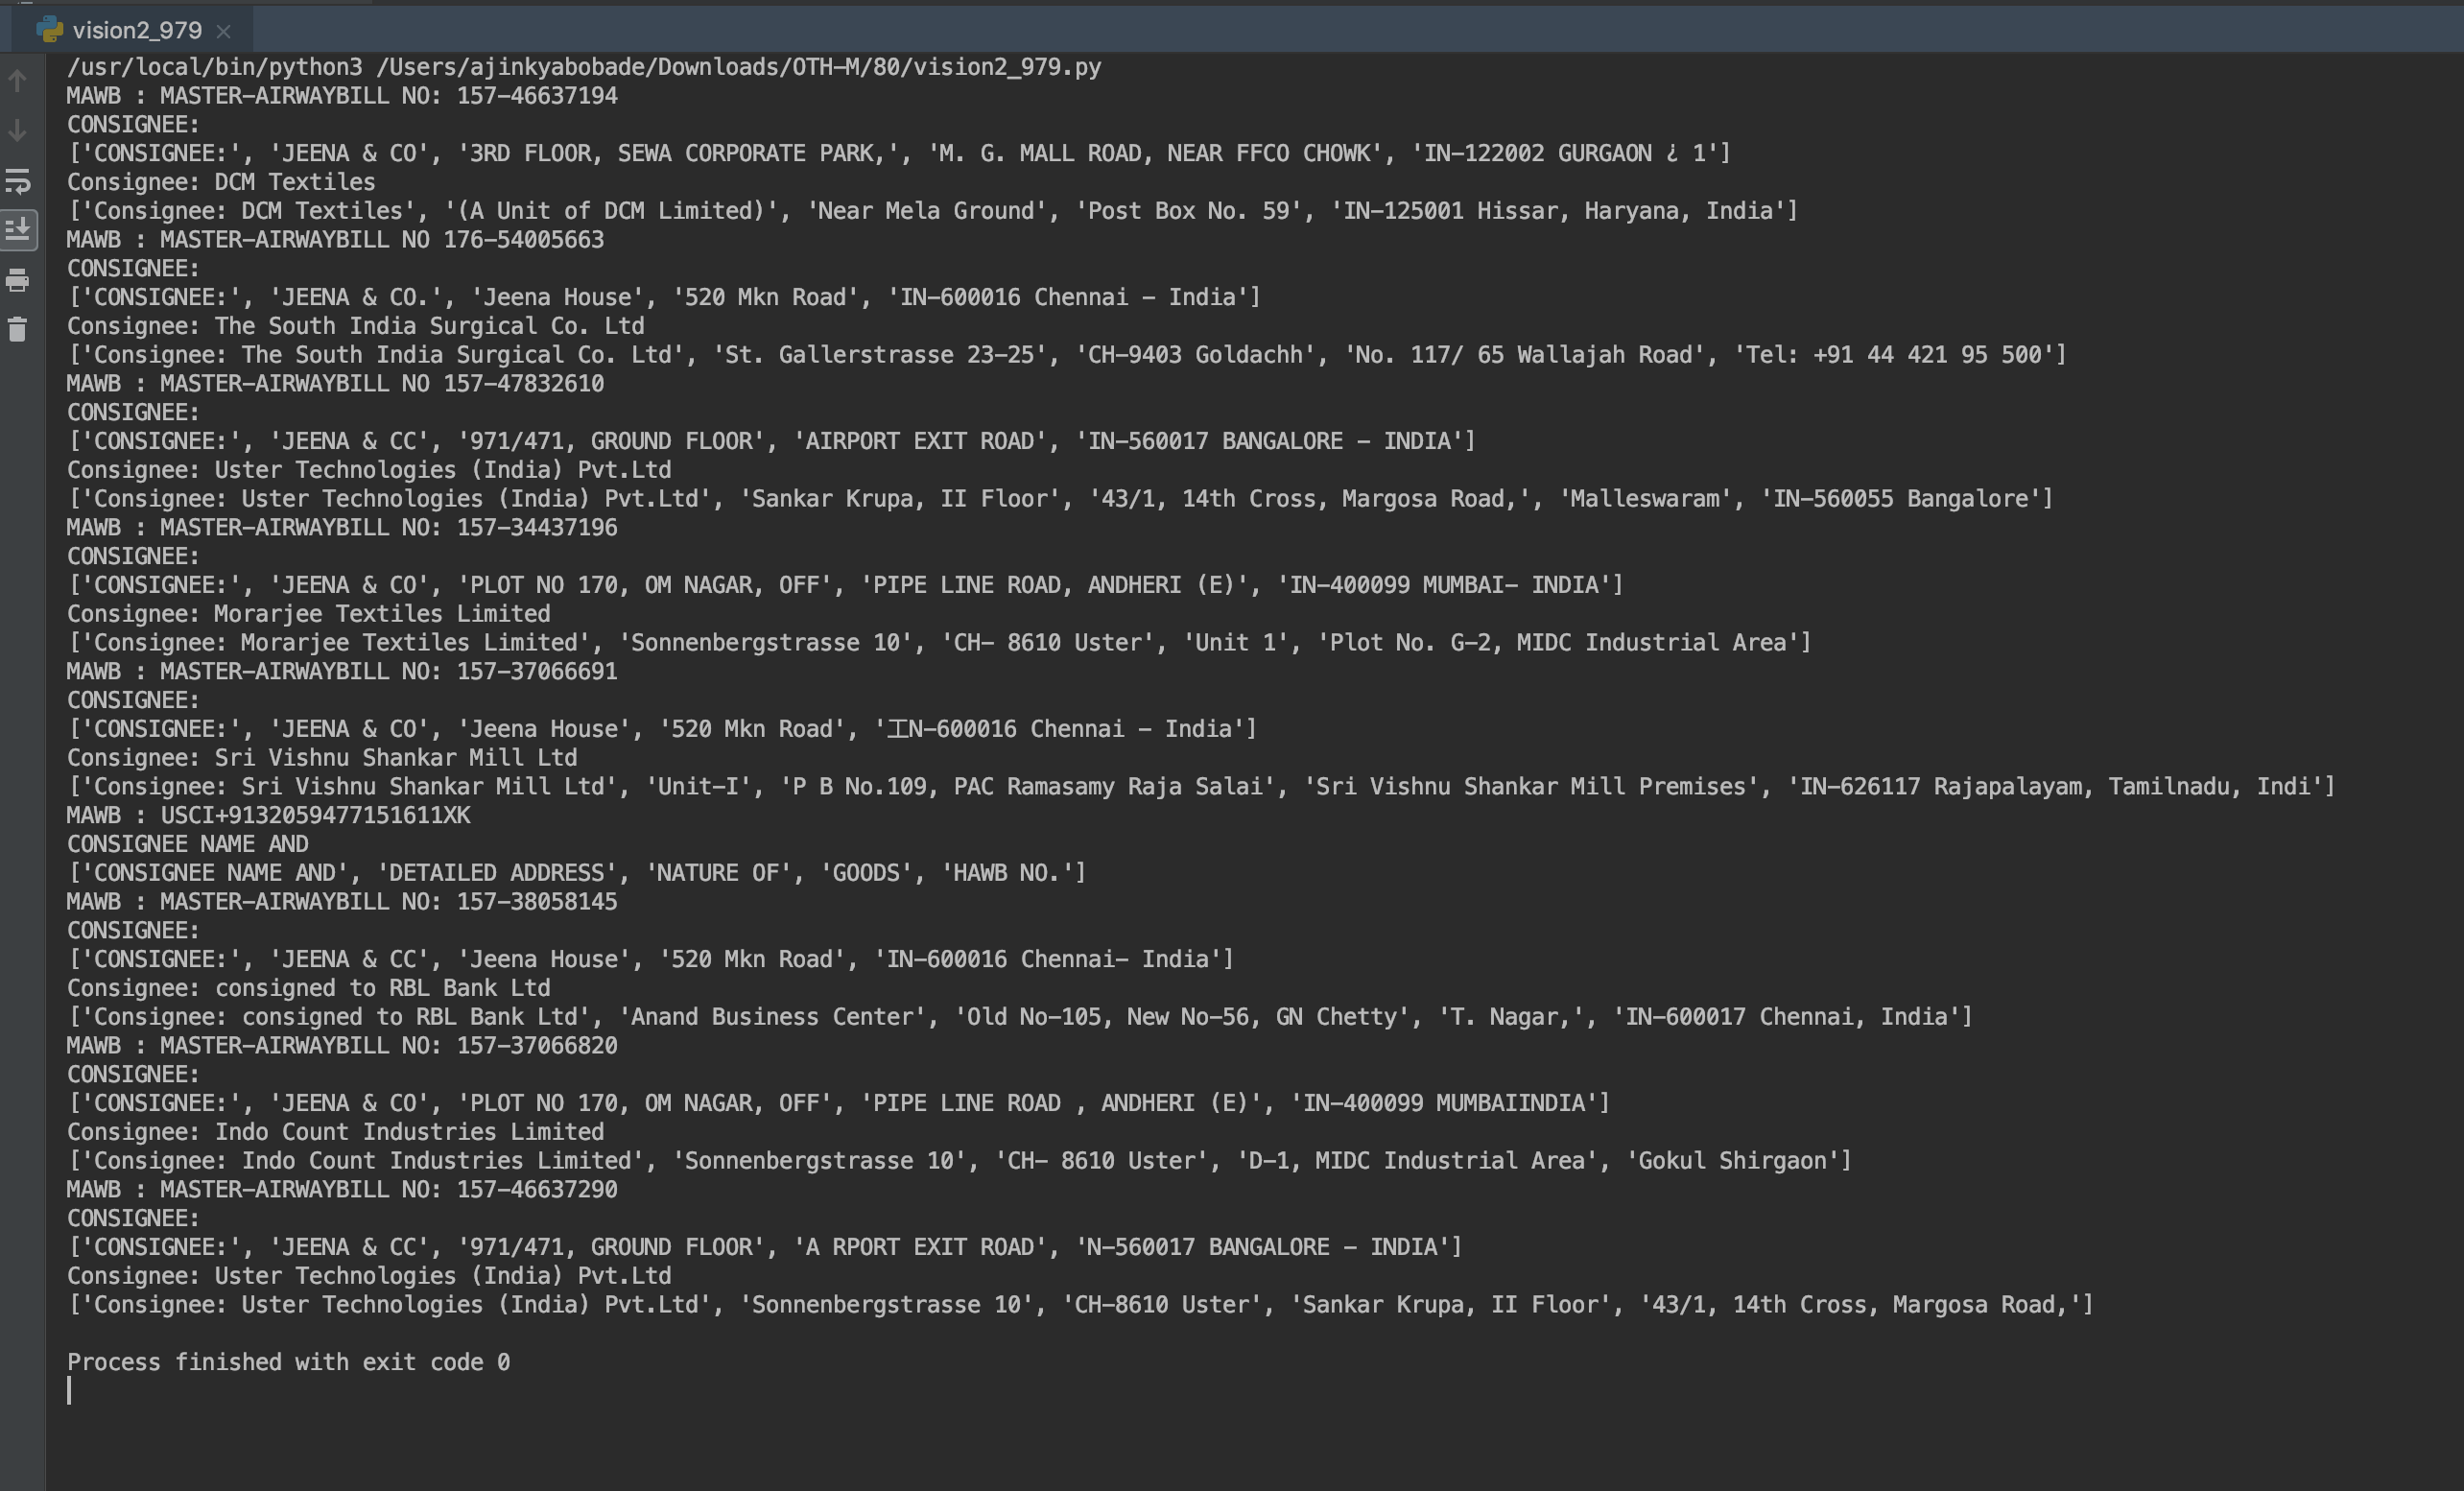 vision2_979
/usr/local/bin/python3 /Users/ajinkyabobade/Downloads/OTH-M/80/vision2_979.py
MAWB : MASTER-AIRWAYBILL NO: 157-46637194
CONSIGNEE:
['CONSIGNEE:', 'JEENA & CO', '3RD FLOOR, SEWA CORPORATE PARK,', 'M. G. MALL ROAD, NEAR FFCO CHOWK', 'IN-122002 GURGAON ¿ 1']
Consignee: DCM Textiles
['Consignee: DCM Textiles', '(A Unit of DCM Limited)', 'Near Mela Ground', 'Post Box No. 59', 'IN-125001 Hissar, Haryana, India']
MAWB : MASTER-AIRWAYBILL NO 176-54005663
CONSIGNEE:
['CONSIGNEE:', 'JEENA & CO.', 'Jeena House', '520 Mkn Road', 'IN-600016 Chennai - India']
Consignee: The South India Surgical Co. Ltd
['Consignee: The South India Surgical Co. Ltd', 'St. Gallerstrasse 23-25', 'CH-9403 Goldachh', 'No. 117/ 65 Wallajah Road', 'Tel: +91 44 421 95 500']
MAWB : MASTER-AIRWAYBILL NO 157-47832610
CONSIGNEE:
['CONSIGNEE:', 'JEENA & CC', '971/471, GROUND FLOOR', 'AIRPORT EXIT ROAD', 'IN-560017 BANGALORE - INDIA']
Consignee: Uster Technologies (India) Pvt.Ltd
['Consignee: Uster Technologies (India) Pvt.Ltd', 'Sankar Krupa, II Floor', '43/1, 14th Cross, Margosa Road,', 'Malleswaram', 'IN-560055 Bangalore']
MAWB : MASTER-AIRWAYBILL NO: 157-34437196
CONSIGNEE:
['CONSIGNEE:', 'JEENA & CO', 'PLOT NO 170, OM NAGAR, OFF', 'PIPE LINE ROAD, ANDHERI (E)', 'IN-400099 MUMBAI- INDIA']
Consignee: Morarjee Textiles Limited
['Consignee: Morarjee Textiles Limited', 'Sonnenbergstrasse 10', 'CH- 8610 Uster', 'Unit 1', 'Plot No. G-2, MIDC Industrial Area']
MAWB : MASTER-AIRWAYBILL NO: 157-37066691
CONSIGNEE:
['CONSIGNEE:', 'JEENA & CO', 'Jeena House', '520 Mkn Road', '工N-600016 Chennai - India']
Consignee: Sri Vishnu Shankar Mill Ltd
['Consignee: Sri Vishnu Shankar Mill Ltd', 'Unit-I', 'P B No.109, PAC Ramasamy Raja Salai', 'Sri Vishnu Shankar Mill Premises', 'IN-626117 Rajapalayam, Tamilnadu, Indi']
MAWB : USCI+9132059477151611XK
CONSIGNEE NAME AND
['CONSIGNEE NAME AND', 'DETAILED ADDRESS', 'NATURE OF', 'GOODS', 'HAWB NO.']
MAWB : MASTER-AIRWAYBILL NO: 157-38058145
CONSIGNEE:
['CONSIGNEE:', 'JEENA & CC', 'Jeena House', '520 Mkn Road', 'IN-600016 Chennai- India']
Consignee: consigned to RBL Bank Ltd
['Consignee: consigned to RBL Bank Ltd', 'Anand Business Center', 'Old No-105, New No-56, GN Chetty', 'T. Nagar,', 'IN-600017 Chennai, India']
MAWB : MASTER-AIRWAYBILL NO: 157-37066820
CONSIGNEE:
['CONSIGNEE:', 'JEENA & CO', 'PLOT NO 170, OM NAGAR, OFF', 'PIPE LINE ROAD , ANDHERI (E)', 'IN-400099 MUMBAIINDIA']
Consignee: Indo Count Industries Limited
['Consignee: Indo Count Industries Limited', 'Sonnenbergstrasse 10', 'CH- 8610 Uster', 'D-1, MIDC Industrial Area', 'Gokul Shirgaon']
MAWB : MASTER-AIRWAYBILL NO: 157-46637290
CONSIGNEE:
['CONSIGNEE:', 'JEENA & CC', '971/471, GROUND FLOOR', 'A RPORT EXIT ROAD', 'N-560017 BANGALORE - INDIA']
Consignee: Uster Technologies (India) Pvt.Ltd
['Consignee: Uster Technologies (India) Pvt.Ltd', 'Sonnenbergstrasse 10', 'CH-8610 Uster', 'Sankar Krupa, II Floor', '43/1, 14th Cross, Margosa Road,']
Process finished with exit code 0